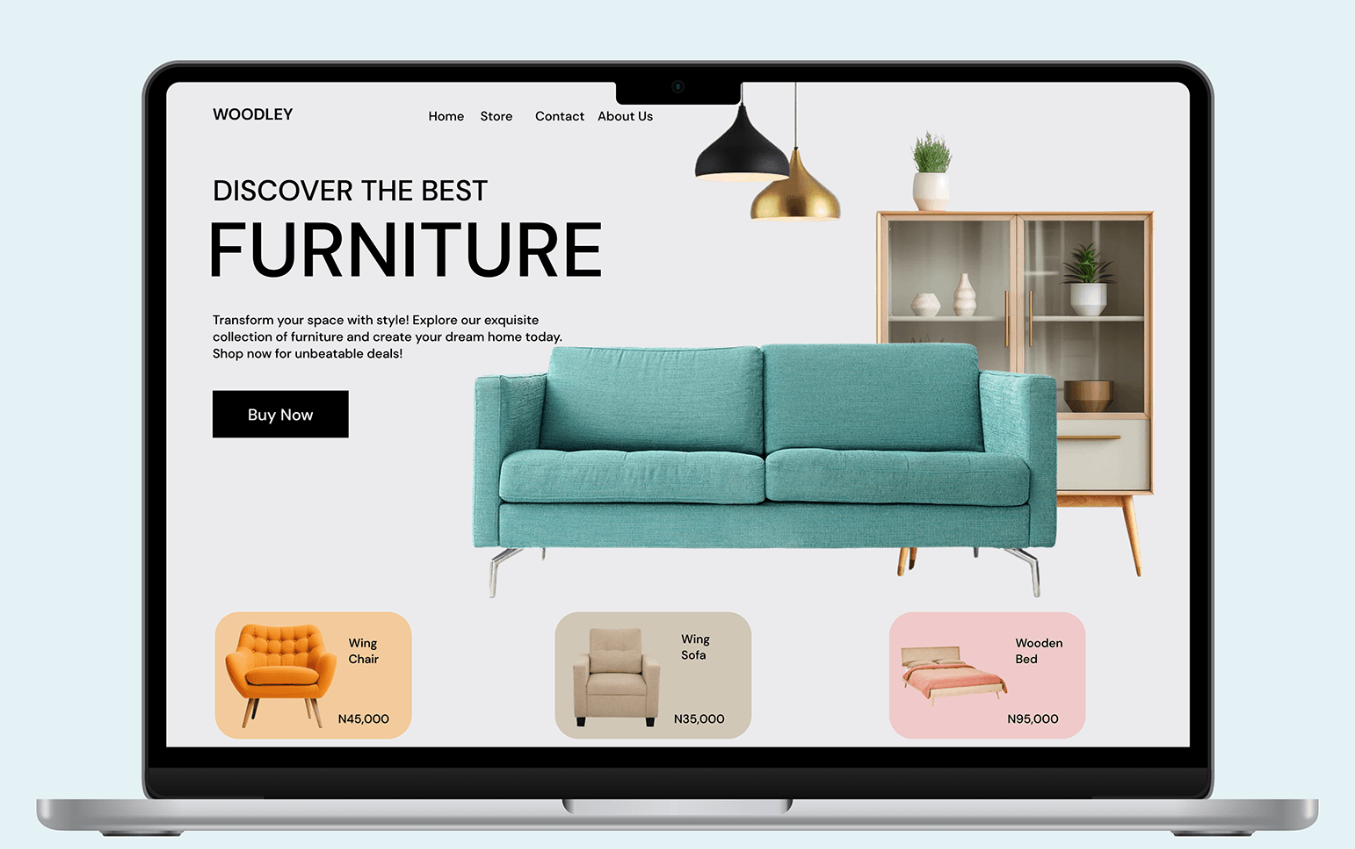 WOODLEY
Home Store Contact About Us
DISCOVER THE BEST
FURNITURE
Transform your space with style! Explore our exquisite
collection of furniture and create your dream home today.
Shop now for unbeatable deals!
Buy Now
Wing
Chair
N45,000
Wing
Sofa
N35,000
Wooden
Bed
N95,000